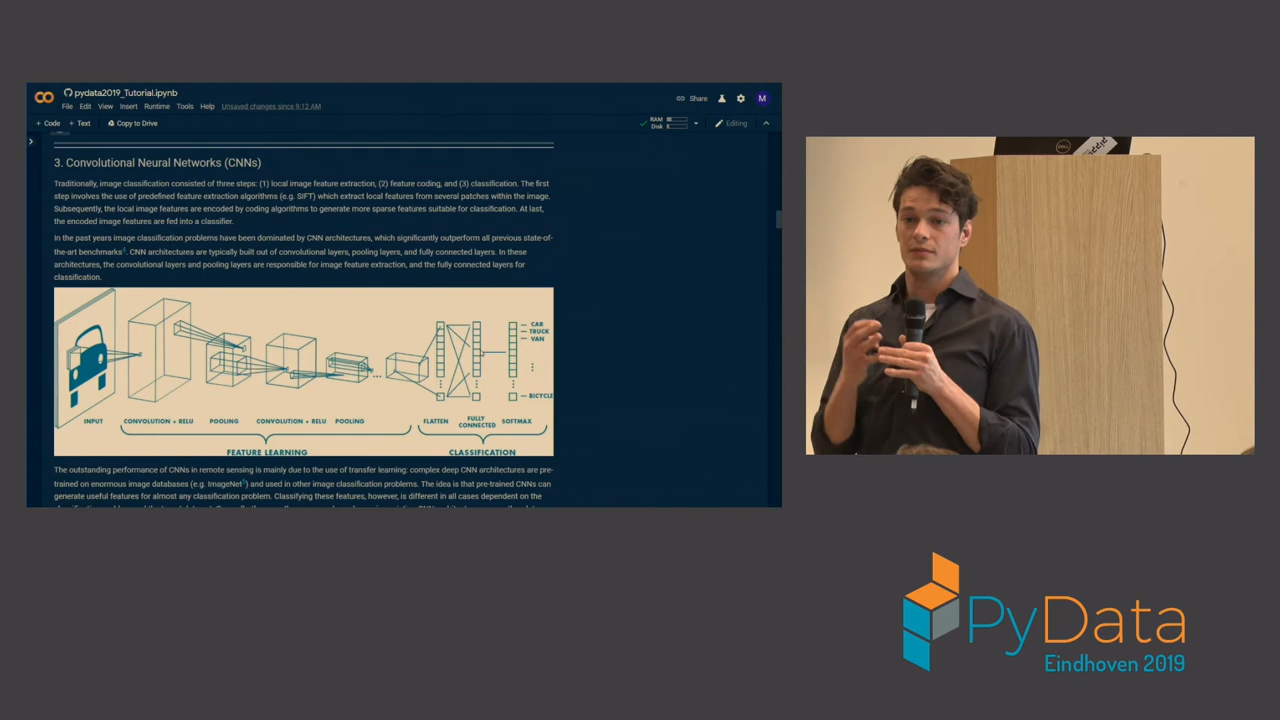 pydata2019_Tutorial.ipynb
File Edit View Insert Runtime Tools Help Unsaved changes since 9:12 AM
Share
M
+ Code + Text Copy to Drive
RAM
Disk
Editing
3. Convolutional Neural Networks (CNNs)
Traditionally, image classification consisted of three steps: (1) local image feature extraction, (2) feature coding, and (3) classification. The first
step involves the use of predefined feature extraction algorithms (e.g. SIFT) which extract local features from several patches within the image.
Subsequently, the local image features are encoded by coding algorithms to generate more sparse features suitable for classification. At last,
the encoded image features are fed into a classifier.
In the past years image classification problems have been dominated by CNN architectures, which significantly outperform all previous state-of-
the-art benchmarks. CNN architectures are typically built out of convolutional layers, pooling layers, and fully connected layers. In these
architectures, the convolutional layers and pooling layers are responsible for image feature extraction, and the fully connected layers for
classification.
CAR
TRUCK
VAN
BICYCLE
INPUT CONVOLUTION + RELU POOLING CONVOLUTION + RELU POOLING FLATTEN FULLY CONNECTED SOFTMAX
FEATURE LEARNING CLASSIFICATION
The outstanding performance of CNNs in remote sensing is mainly due to the use of transfer learning: complex deep CNN architectures are pre-
trained on enormous image databases (e.g. ImageNet) and used in other image classification problems. The idea is that pre-trained CNNs can
generate useful features for almost any classification problem. Classifying these features, however, is different in all cases dependent on the
DELL
PyData
Eindhoven 2019